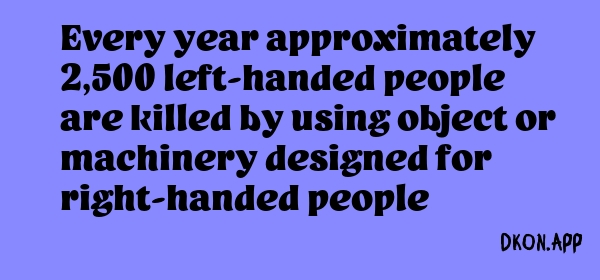 Every year approximately
2,500 left-handed people
are killed by using object or
machinery designed for
right-handed people
DKON.APP